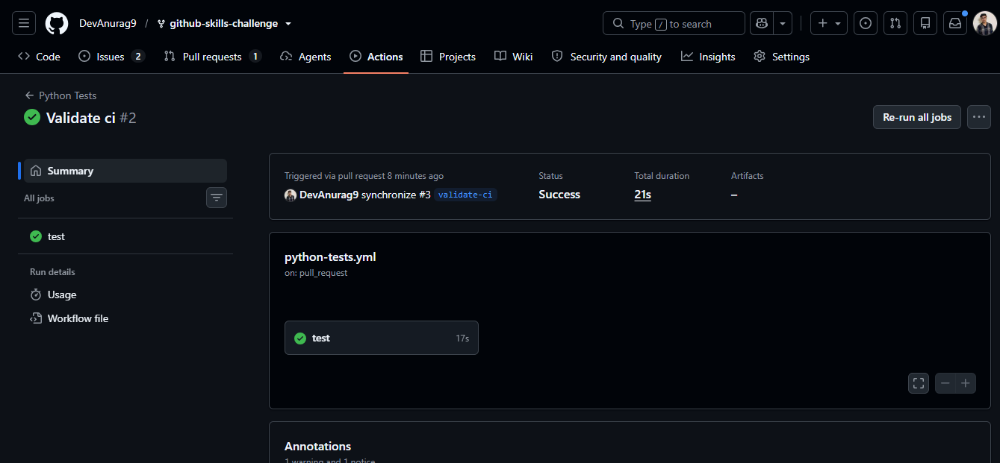 DevAnurag9 / github-skills-challenge
Type / to search
Code
Issues 2
Pull requests 1
Agents
Actions
Projects
Wiki
Security and quality
Insights
Settings
← Python Tests
Validate ci #2
Re-run all jobs
Summary
All jobs
test
Run details
Usage
Workflow file
Triggered via pull request 8 minutes ago
DevAnurag9 synchronize #3 validate-ci
Status
Success
Total duration
21s
Artifacts
–
python-tests.yml
on: pull_request
test 17s
Annotations
1 warning and 1 notice